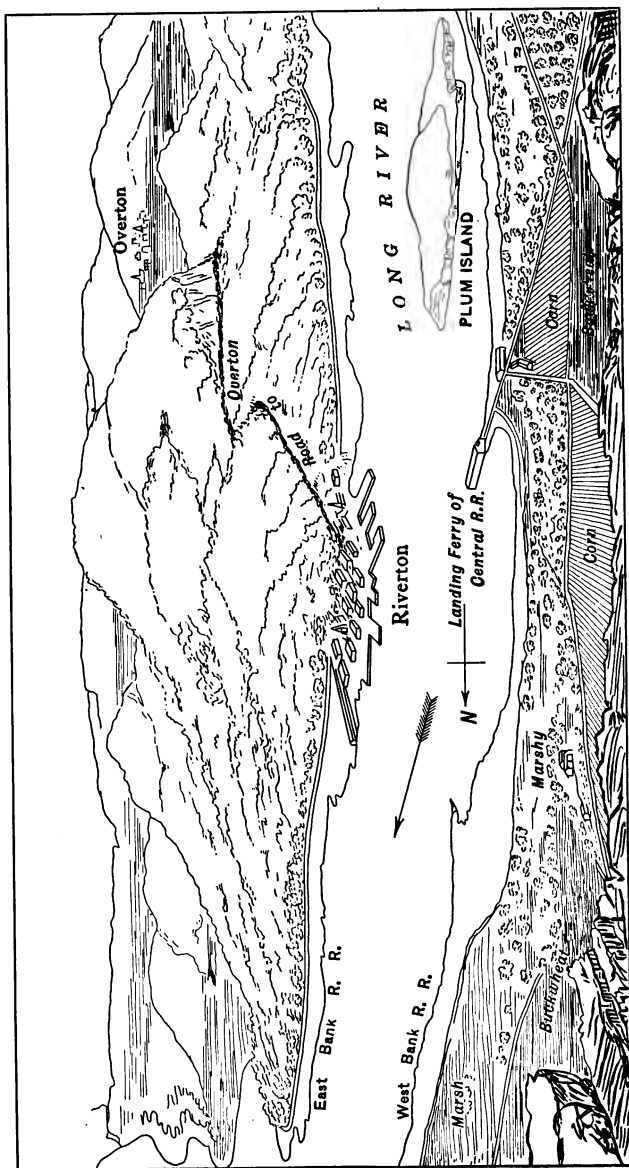 Overton
Overton
Road to
LONG RIVER
PLUM ISLAND
Riverton
Landing Ferry of
Central R.R.
N
East Bank R. R.
West Bank R. R.
Corn
Corn
Marshy
Marsh
Buckwheat